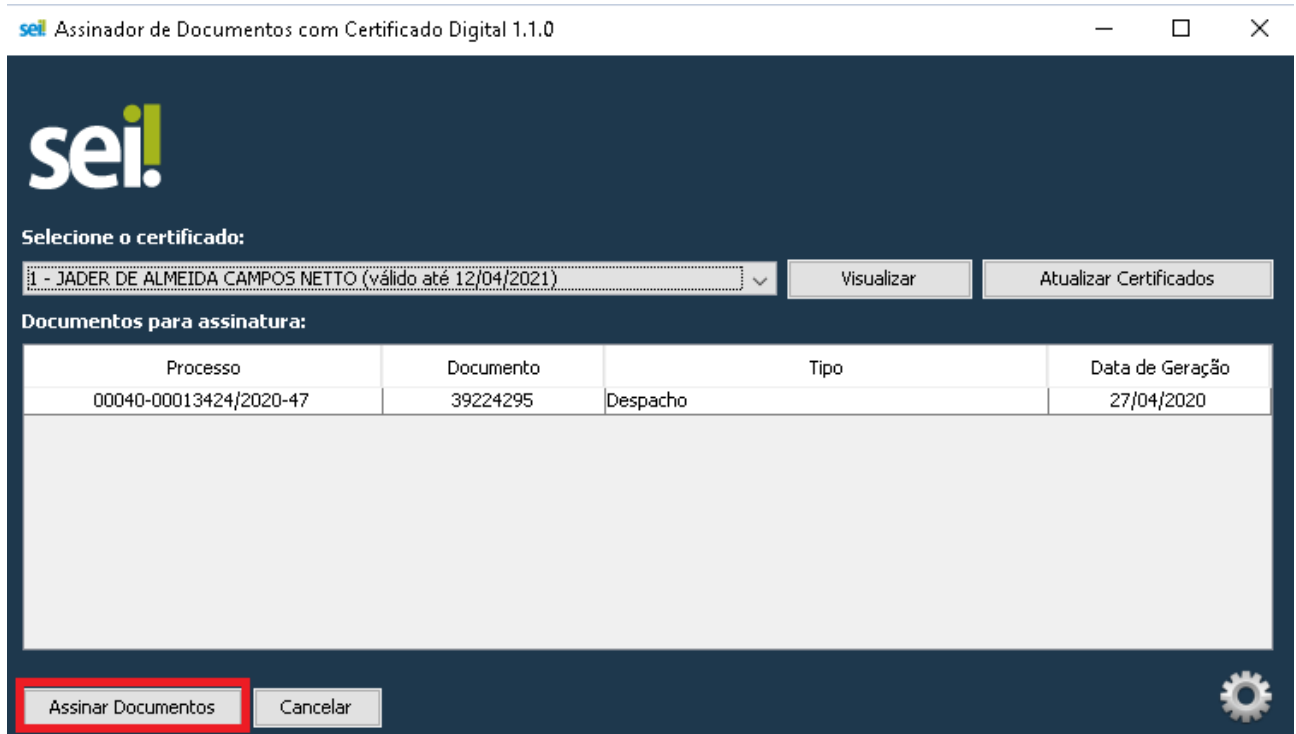 sei! Assinador de Documentos com Certificado Digital 1.1.0
sei!
Selecione o certificado:
1 - JADER DE ALMEIDA CAMPOS NETTO (válido até 12/04/2021) Visualizar Atualizar Certificados
Documentos para assinatura:
Processo Documento Tipo Data de Geração
00040-00013424/2020-47 39224295 Despacho 27/04/2020
Assinar Documentos Cancelar